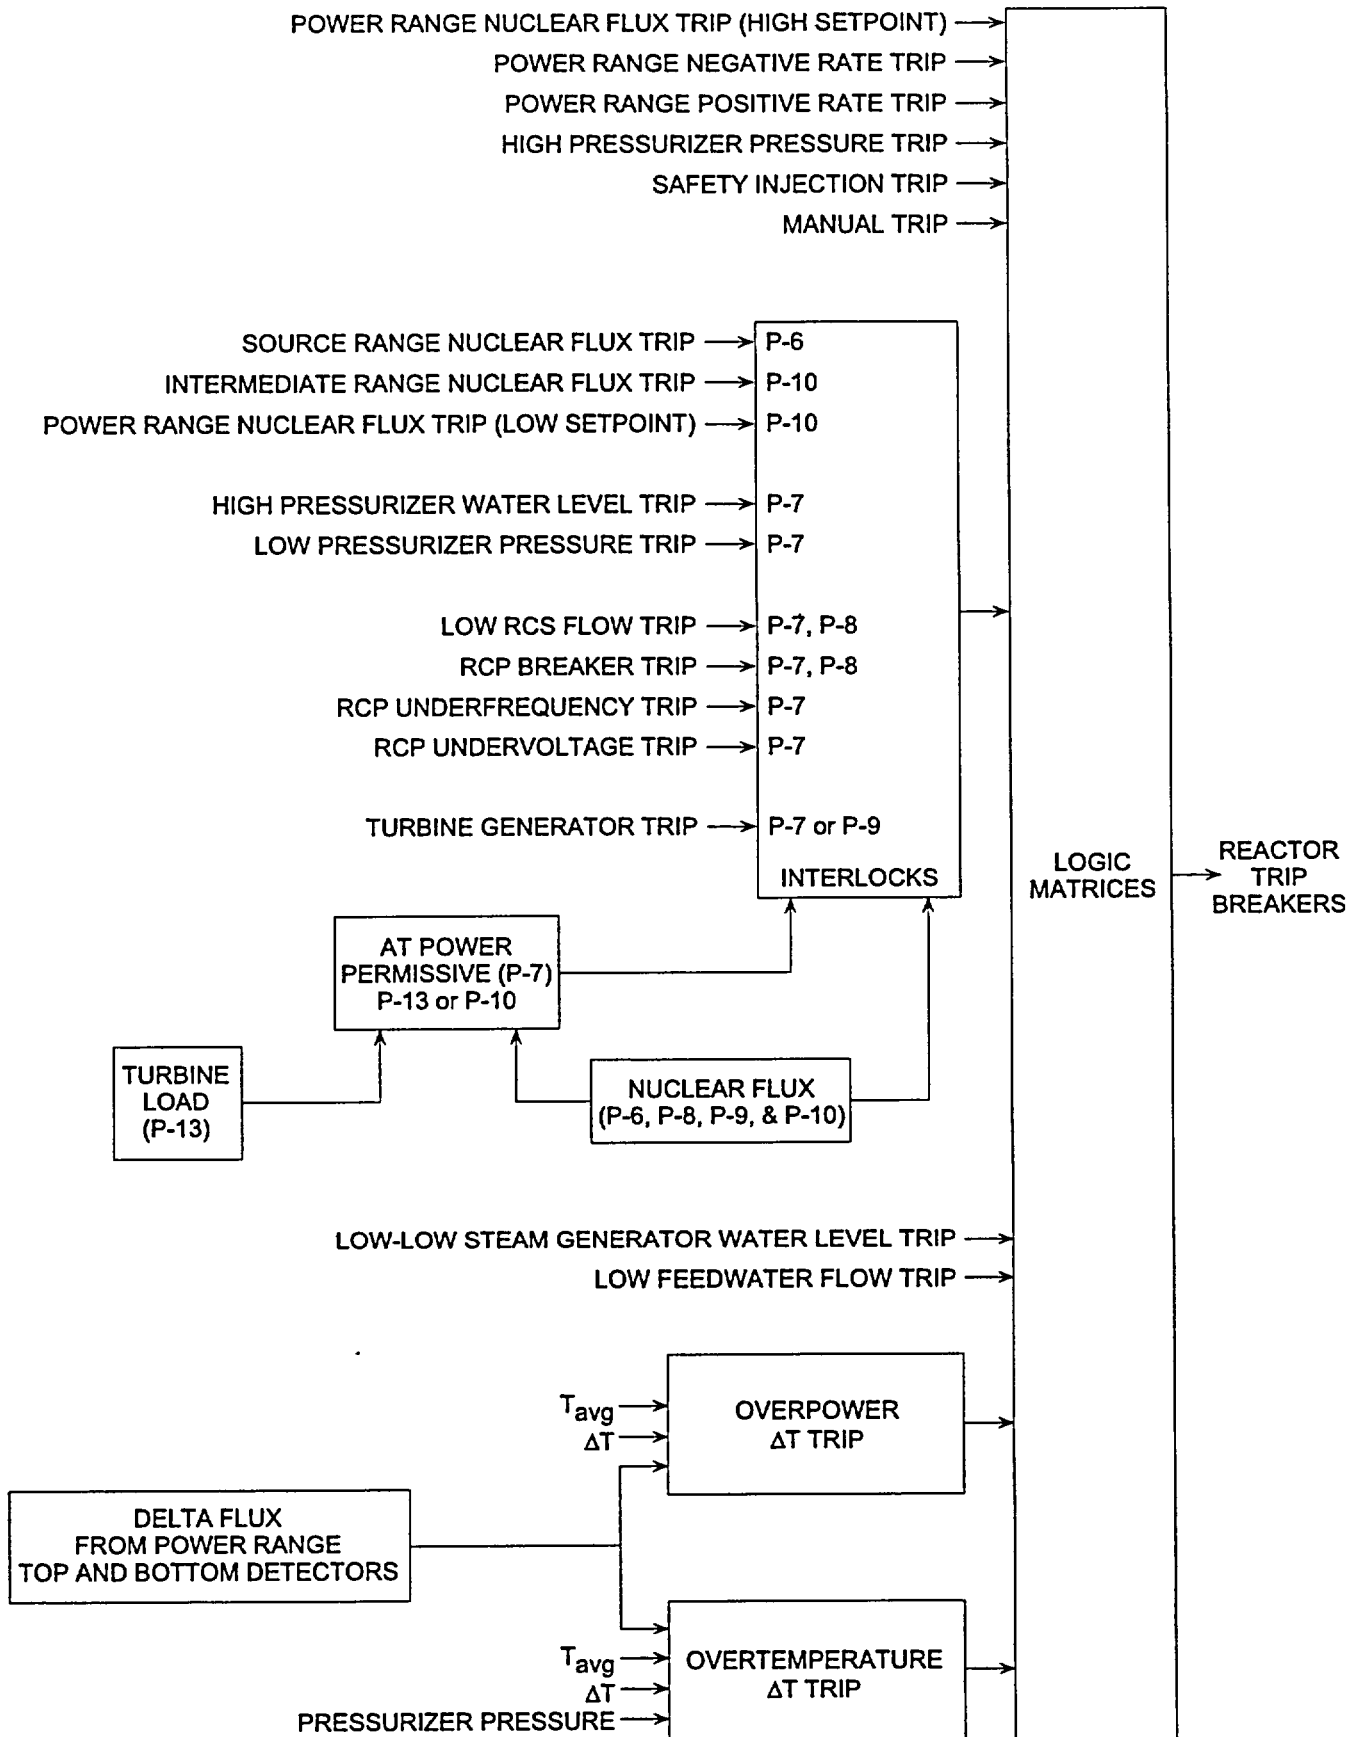 POWER RANGE NUCLEAR FLUX TRIP (HIGH SETPOINT)
POWER RANGE NEGATIVE RATE TRIP
POWER RANGE POSITIVE RATE TRIP
HIGH PRESSURIZER PRESSURE TRIP
SAFETY INJECTION TRIP
MANUAL TRIP
SOURCE RANGE NUCLEAR FLUX TRIP P-6
INTERMEDIATE RANGE NUCLEAR FLUX TRIP P-10
POWER RANGE NUCLEAR FLUX TRIP (LOW SETPOINT) P-10
HIGH PRESSURIZER WATER LEVEL TRIP P-7
LOW PRESSURIZER PRESSURE TRIP P-7
LOW RCS FLOW TRIP P-7, P-8
RCP BREAKER TRIP P-7, P-8
RCP UNDERFREQUENCY TRIP P-7
RCP UNDERVOLTAGE TRIP P-7
TURBINE GENERATOR TRIP P-7 or P-9
INTERLOCKS
LOGIC
MATRICES
REACTOR
TRIP
BREAKERS
AT POWER
PERMISSIVE (P-7)
P-13 or P-10
TURBINE
LOAD
(P-13)
NUCLEAR FLUX
(P-6, P-8, P-9, & P-10)
LOW-LOW STEAM GENERATOR WATER LEVEL TRIP
LOW FEEDWATER FLOW TRIP
Tavg
ΔT
OVERPOWER
ΔT TRIP
DELTA FLUX
FROM POWER RANGE
TOP AND BOTTOM DETECTORS
Tavg
ΔT
PRESSURIZER PRESSURE
OVERTEMPERATURE
ΔT TRIP